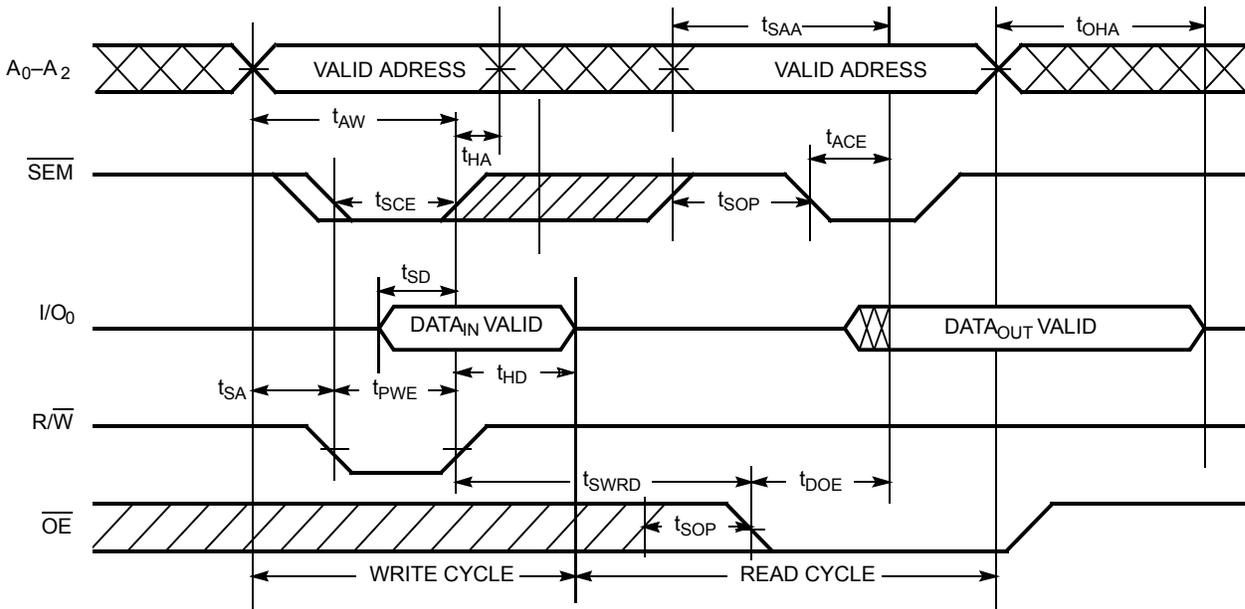 tSAA
tOHA
A0–A2
VALID ADRESS
VALID ADRESS
tAW
tHA
tACE
SEM
tSCE
tSOP
tSD
I/O0
DATAIN VALID
DATAOUT VALID
tSA
tPWE
tHD
R/W
tSWRD
tDOE
OE
tSOP
WRITE CYCLE
READ CYCLE